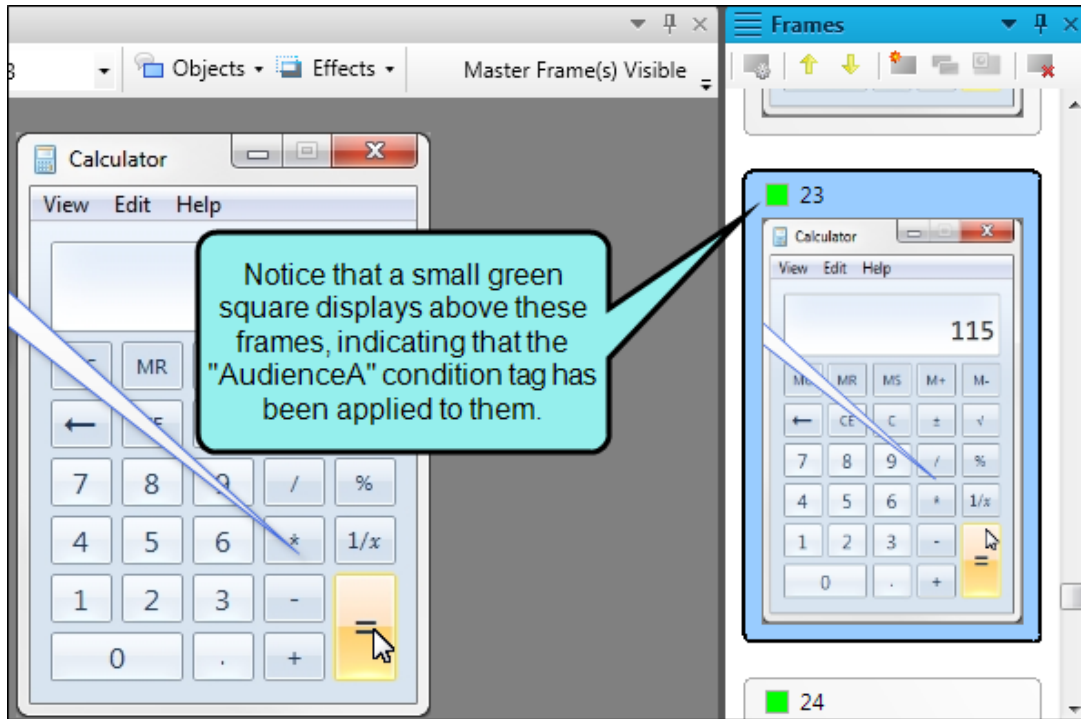 Frames
3
Objects
Effects
Master Frame(s) Visible
Calculator
View Edit Help
MR
7 8 9 / %
4 5 6 * 1/x
1 2 3 - =
0 . +
Notice that a small green
square displays above these
frames, indicating that the
"AudienceA" condition tag has
been applied to them.
23
Calculator
View Edit Help
115
MR MS M+ M-
← CE C ± √
7 8 9 / %
4 5 6 * 1/x
1 2 3 - =
0 . +
24